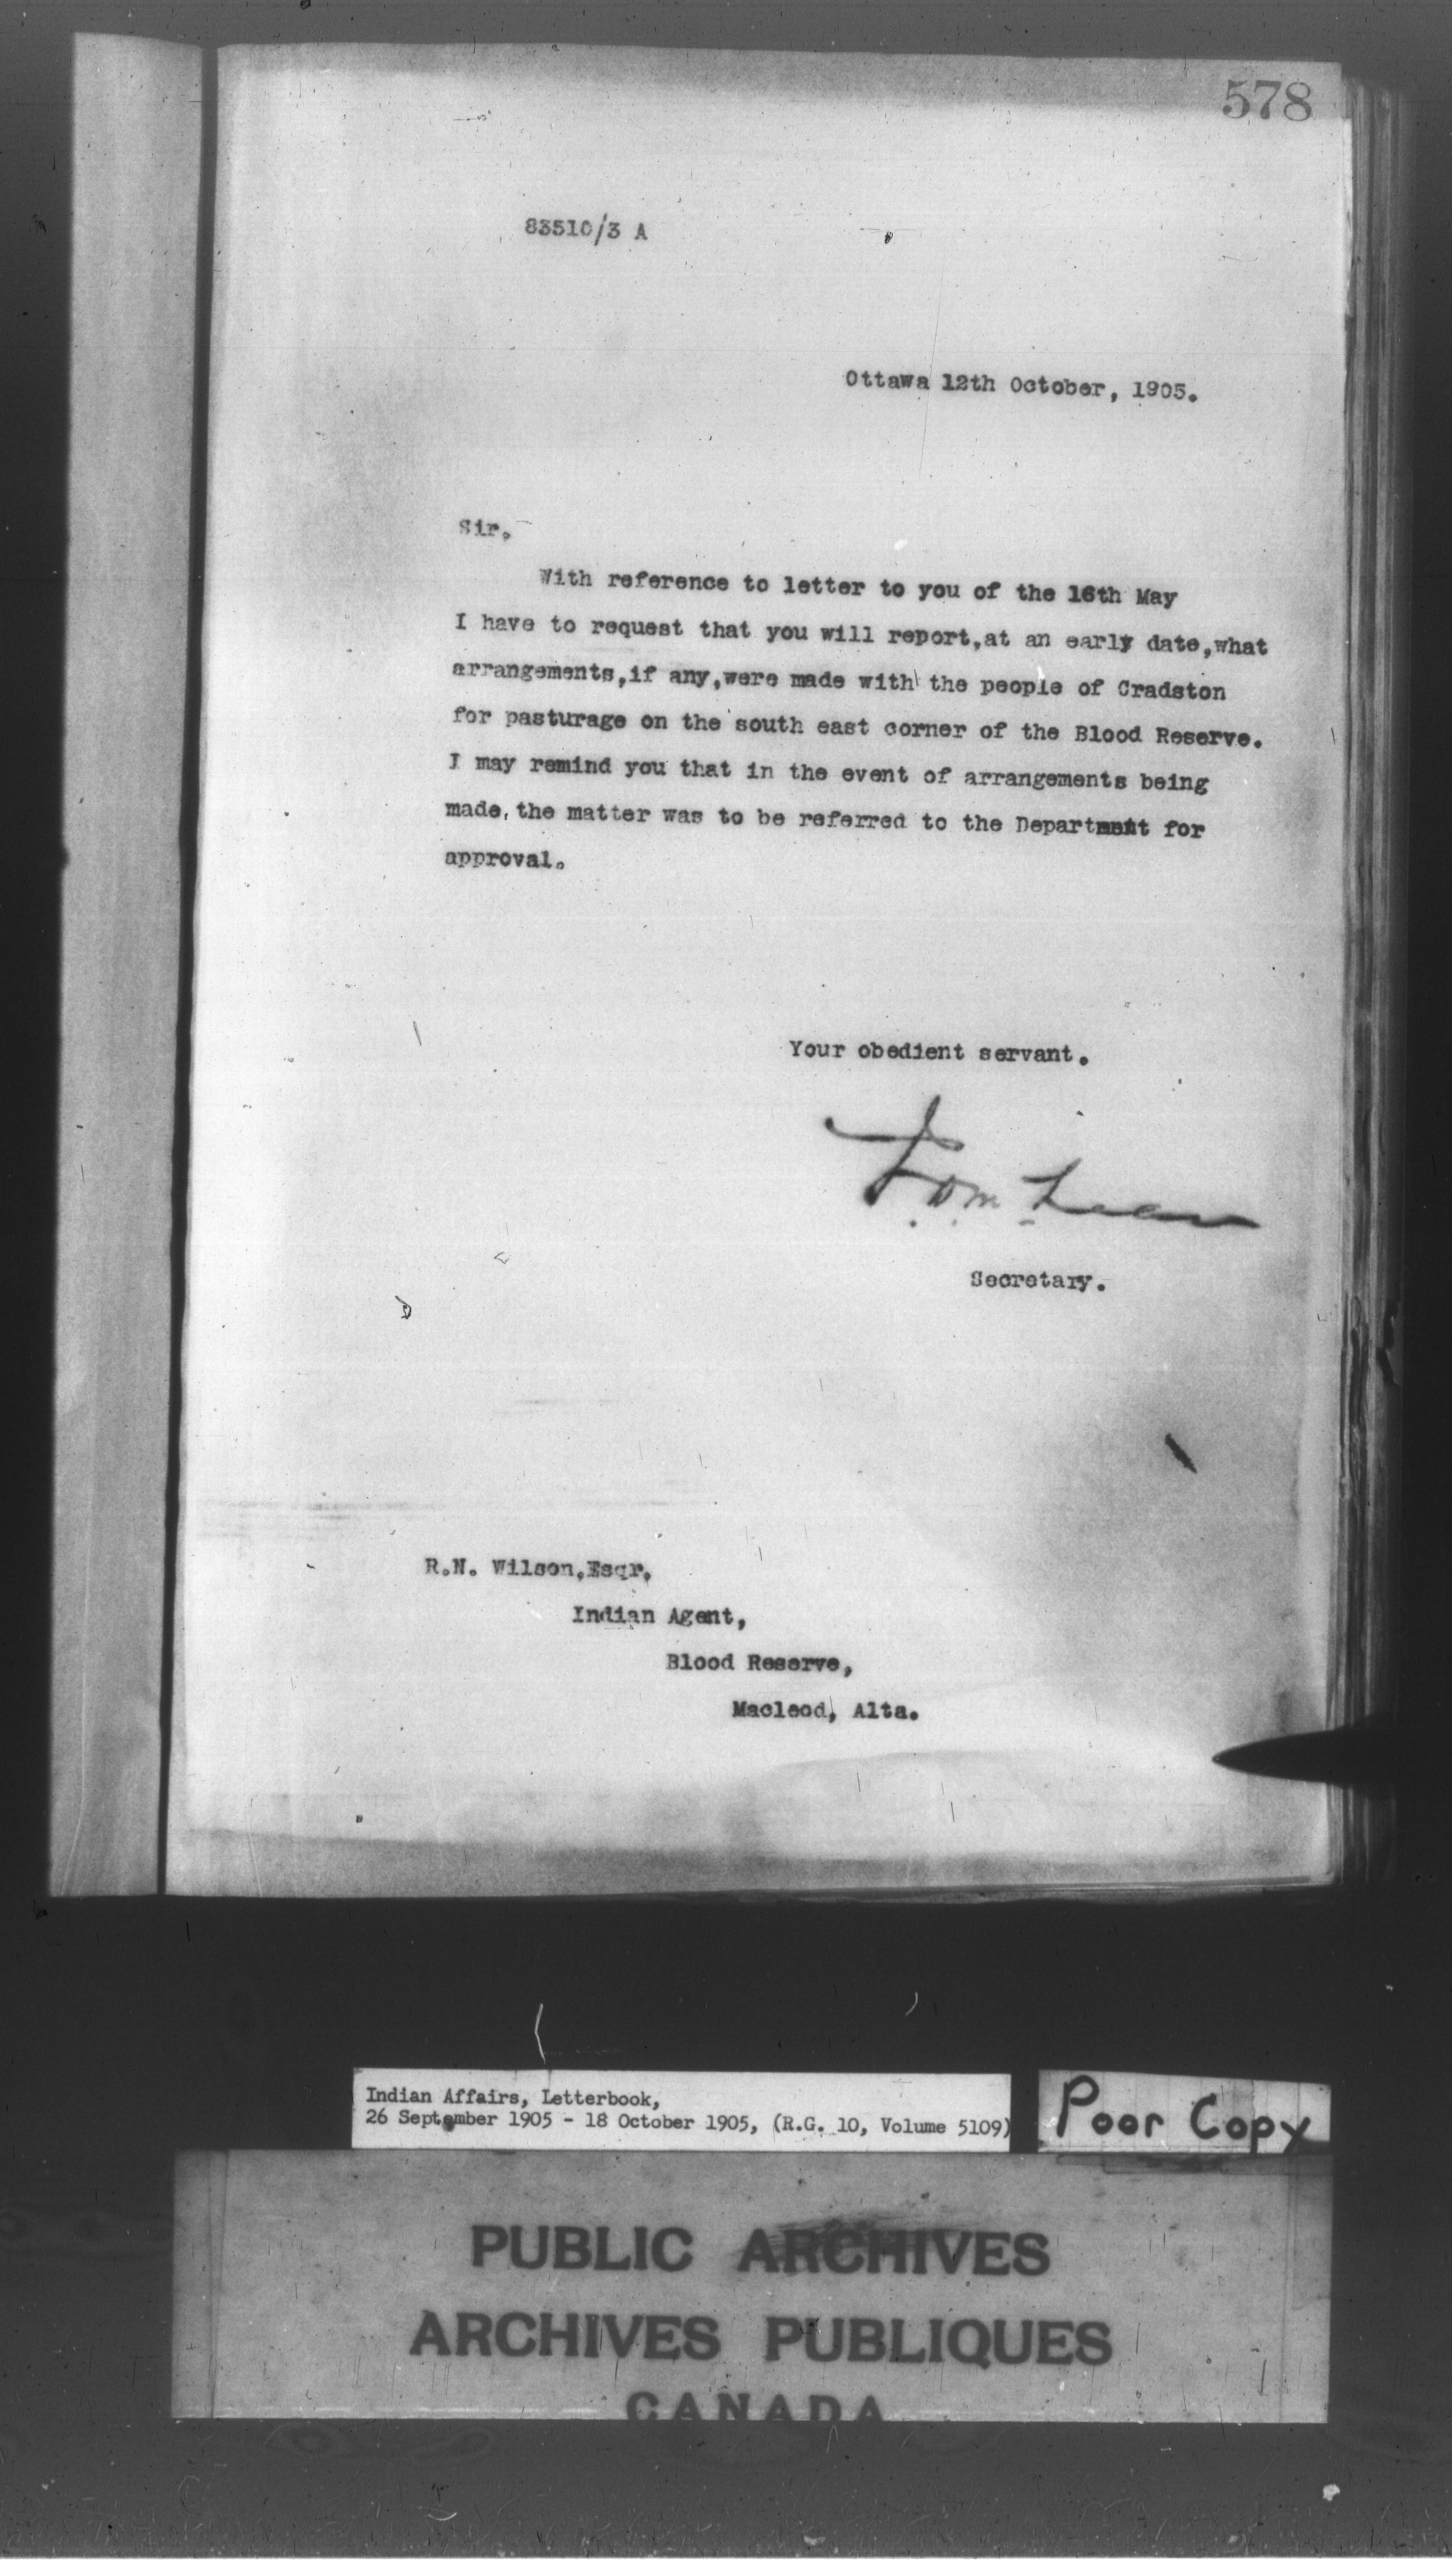 578
83510/3 A
Ottawa 12th October, 1905.
Sir.
With reference to letter to you of the 16th May
I have to request that you will report,at an early date,what
arrangements,if any,were made with the people of Cradston
for pasturage on the south east corner of the Blood Reserve.
I may remind you that in the event of arrangements being
made, the matter was to be referred to the Department for
approval.
Your obedient servant.
Secretary.
R.N. Wilson,Esqr.
Indian Agent,
Blood Reserve,
Macleod, Alta.
Indian Affairs, Letterbook,
26 September 1905 - 18 October 1905, (R.G. 10, Volume 5109)
Poor Copy
PUBLIC ARCHIVES
ARCHIVES PUBLIQUES
CANADA